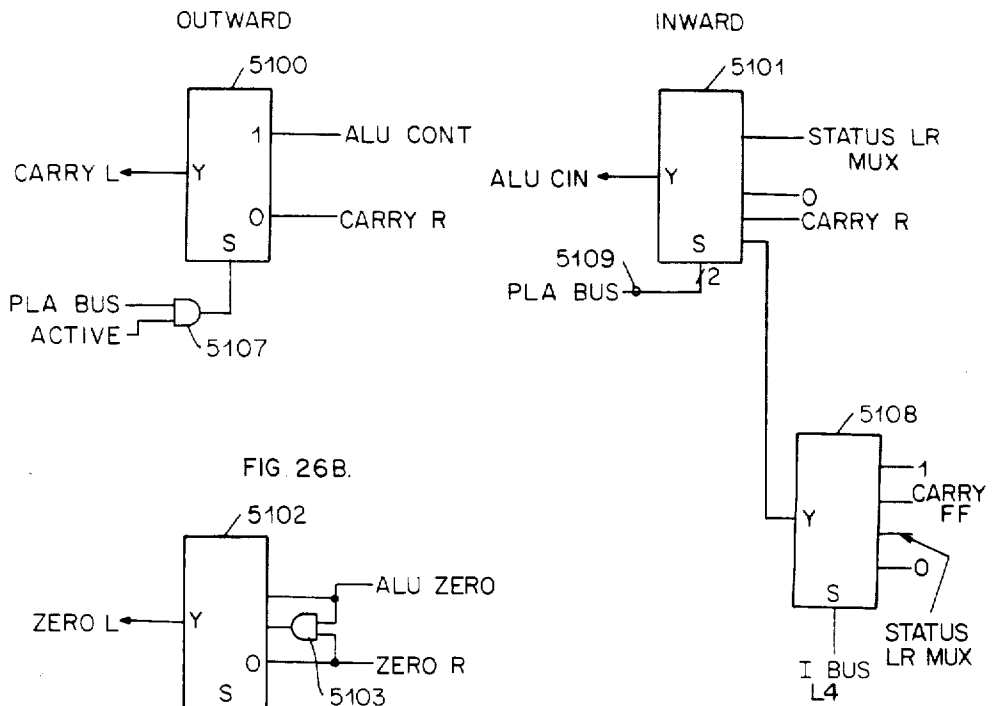 OUTWARD
5100
1
ALU CONT
CARRY L
Y
0
CARRY R
S
PLA BUS
ACTIVE
5107
INWARD
5101
STATUS LR
MUX
ALU CIN
Y
0
CARRY R
S
5109
2
PLA BUS
5108
1
CARRY
FF
Y
0
S
STATUS
LR MUX
I BUS
L4
FIG. 26B.
5102
ALU ZERO
ZERO L
Y
0
ZERO R
S
5103